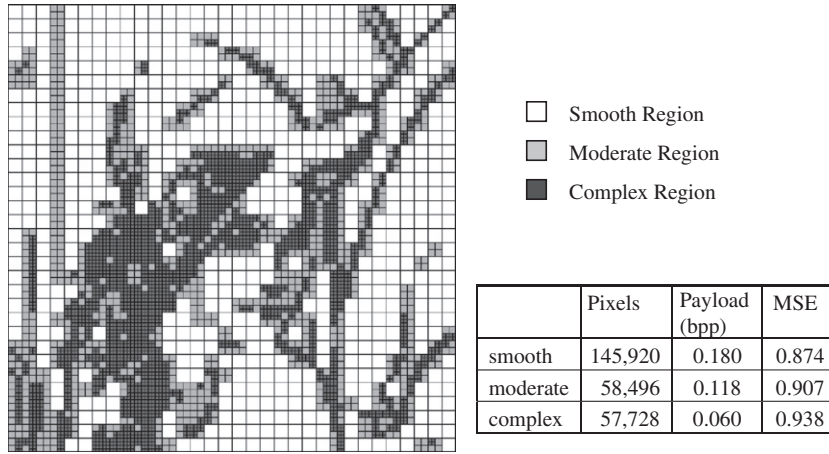 Smooth Region
Moderate Region
Complex Region
Pixels Payload (bpp) MSE
smooth 145,920 0.180 0.874
moderate 58,496 0.118 0.907
complex 57,728 0.060 0.938